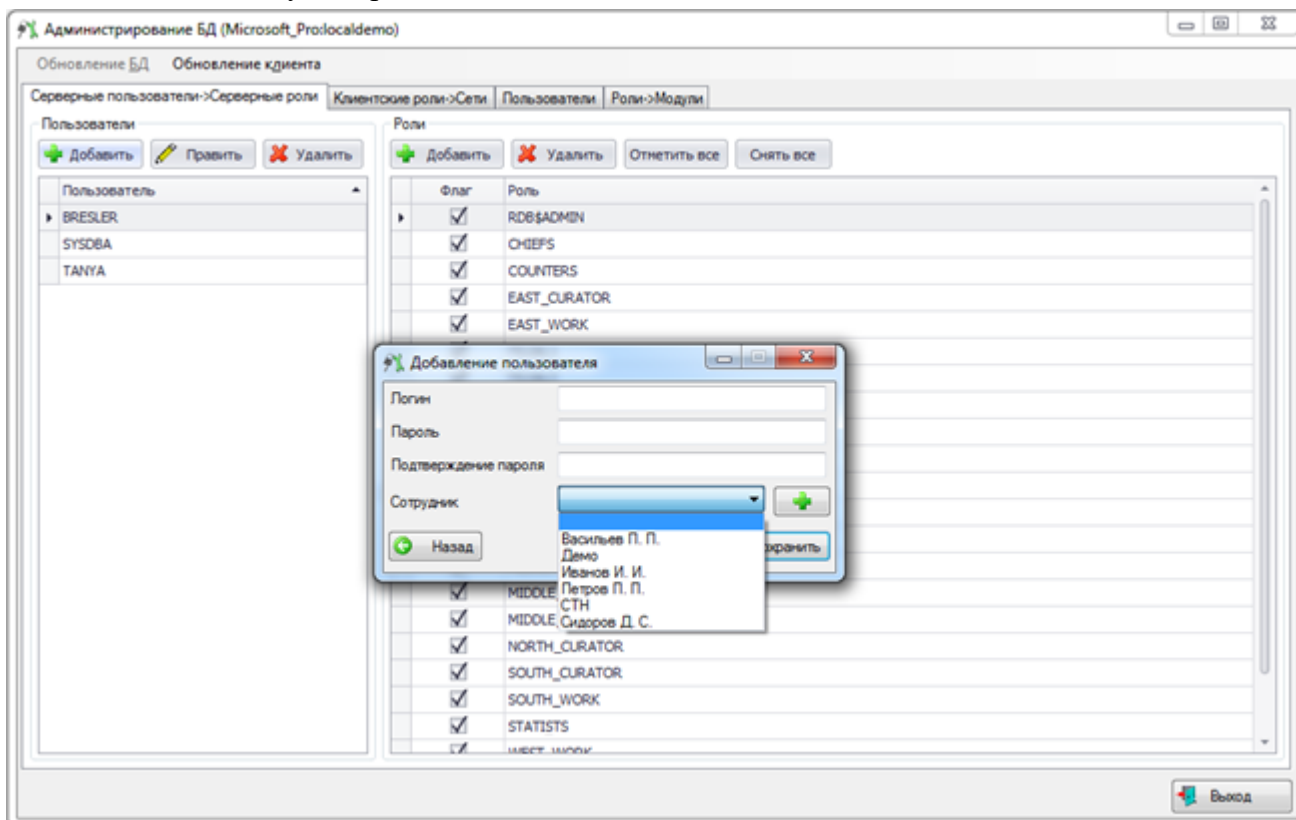 Администрирование БД (Microsoft_Pro:localdemo)
Обновление БД Обновление клиента
Серверные пользователи->Серверные роли Клиентские роли->Сети Пользователи Роли->Модули
Пользователи
Добавить Править Удалить
Пользователь
BRESLER
SYSDBA
TANYA
Роли
Добавить Удалить Отметить все Снять все
Флаг Роль
RDB$ADMIN
CHIEFS
COUNTERS
EAST_CURATOR
EAST_WORK
Добавление пользователя
Логин
Пароль
Подтверждение пароля
Сотрудник
Васильев П. П.
Демо
Иванов И. И.
Петров П. П.
СТН
Сидоров Д. С.
Назад
MIDDLE
MIDDLE
NORTH_CURATOR
SOUTH_CURATOR
SOUTH_WORK
STATISTS
WEST_WORK
Выход